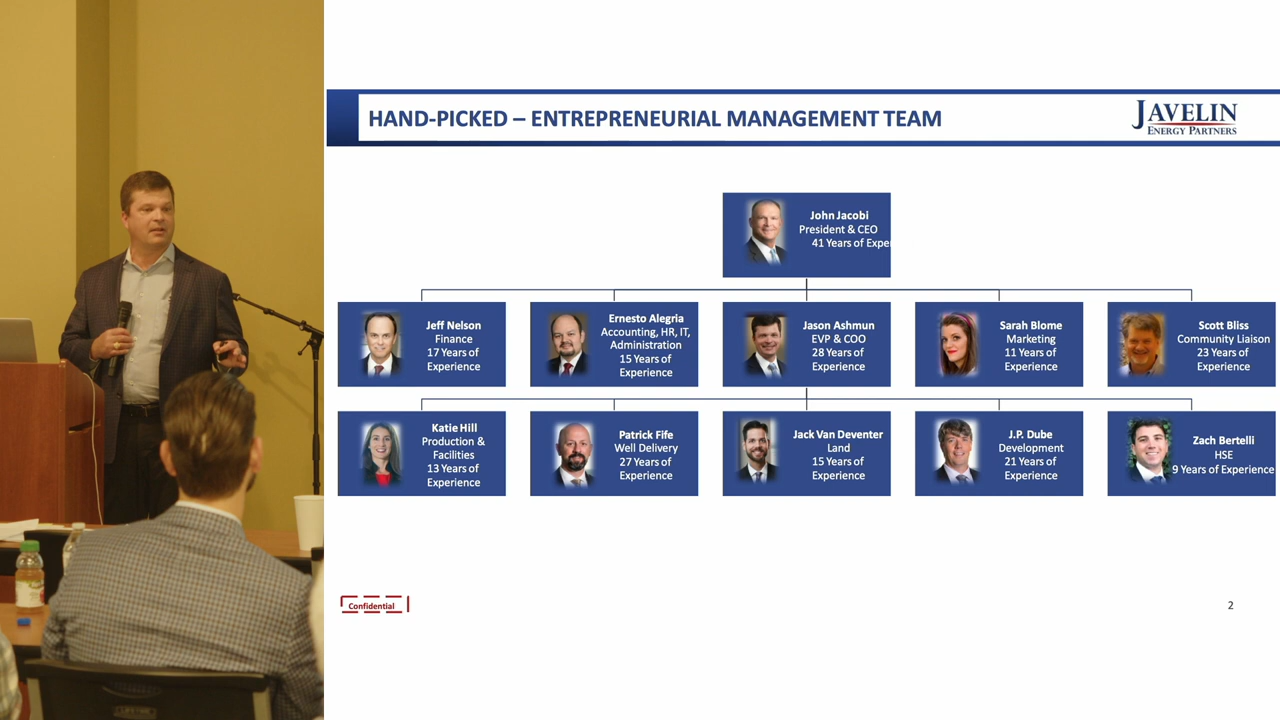 HAND-PICKED – ENTREPRENEURIAL MANAGEMENT TEAM
JAVELIN
ENERGY PARTNERS
John Jacobi
President & CEO
41 Years of Expe
Jeff Nelson
Finance
17 Years of
Experience
Ernesto Alegria
Accounting, HR, IT,
Administration
15 Years of
Experience
Jason Ashmun
EVP & COO
28 Years of
Experience
Sarah Blome
Marketing
11 Years of
Experience
Scott Bliss
Community Liaison
23 Years of
Experience
Katie Hill
Production &
Facilities
13 Years of
Experience
Patrick Fife
Well Delivery
27 Years of
Experience
Jack Van Deventer
Land
15 Years of
Experience
J.P. Dube
Development
21 Years of
Experience
Zach Bertelli
HSE
9 Years of Experience
Confidential
2